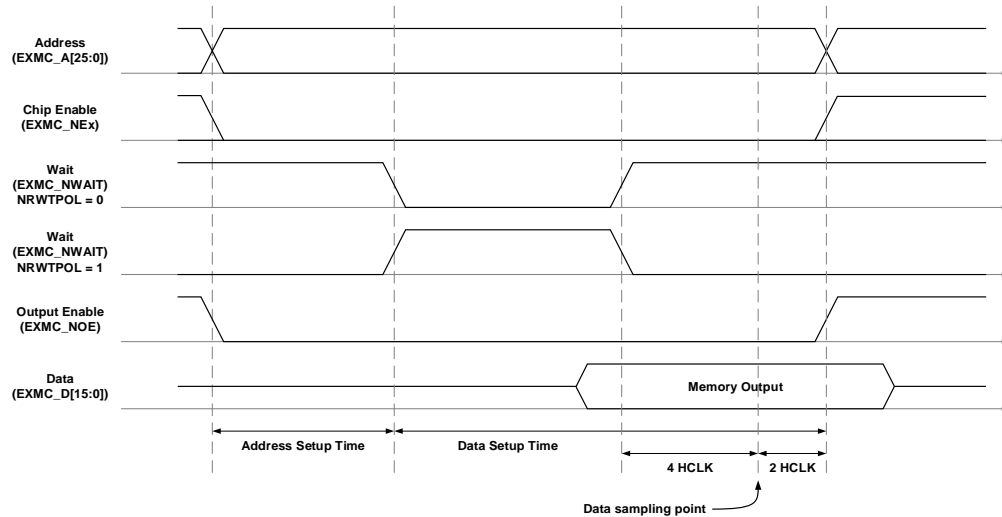 Address
(EXMC_A[25:0])
Chip Enable
(EXMC_NEx)
Wait
(EXMC_NWAIT)
NRWTPOL = 0
Wait
(EXMC_NWAIT)
NRWTPOL = 1
Output Enable
(EXMC_NOE)
Data
(EXMC_D[15:0])
Memory Output
Address Setup Time
Data Setup Time
4 HCLK
2 HCLK
Data sampling point